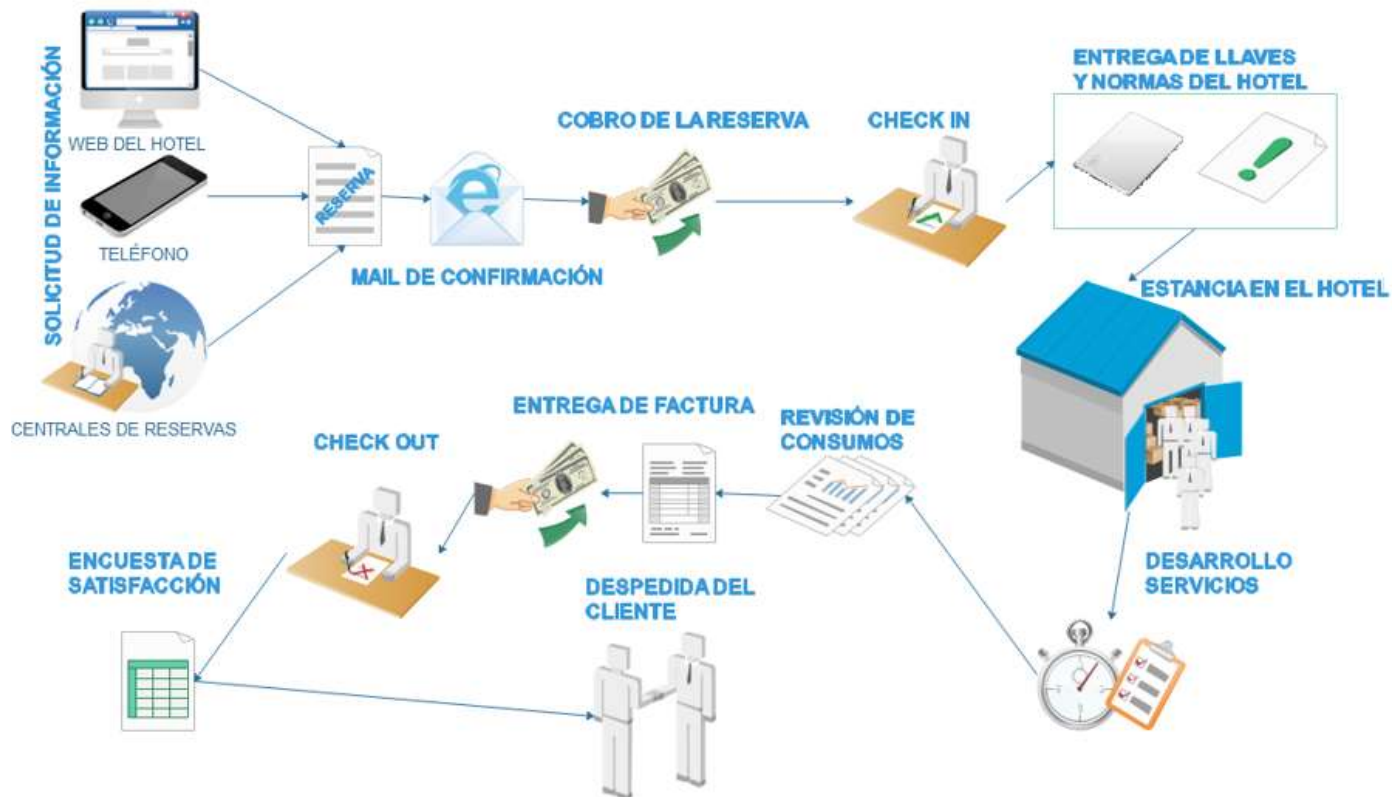 SOLICITUD DE INFORMACIÓN
WEB DEL HOTEL
TELÉFONO
CENTRALES DE RESERVAS
RESERVA
MAIL DE CONFIRMACIÓN
COBRO DE LA RESERVA
CHECK IN
ENTREGA DE LLAVES
Y NORMAS DEL HOTEL
ESTANCIA EN EL HOTEL
DESARROLLO
SERVICIOS
REVISIÓN DE
CONSUMOS
ENTREGA DE FACTURA
CHECK OUT
ENCUESTA DE
SATISFACCIÓN
DESPEDIDA DEL
CLIENTE